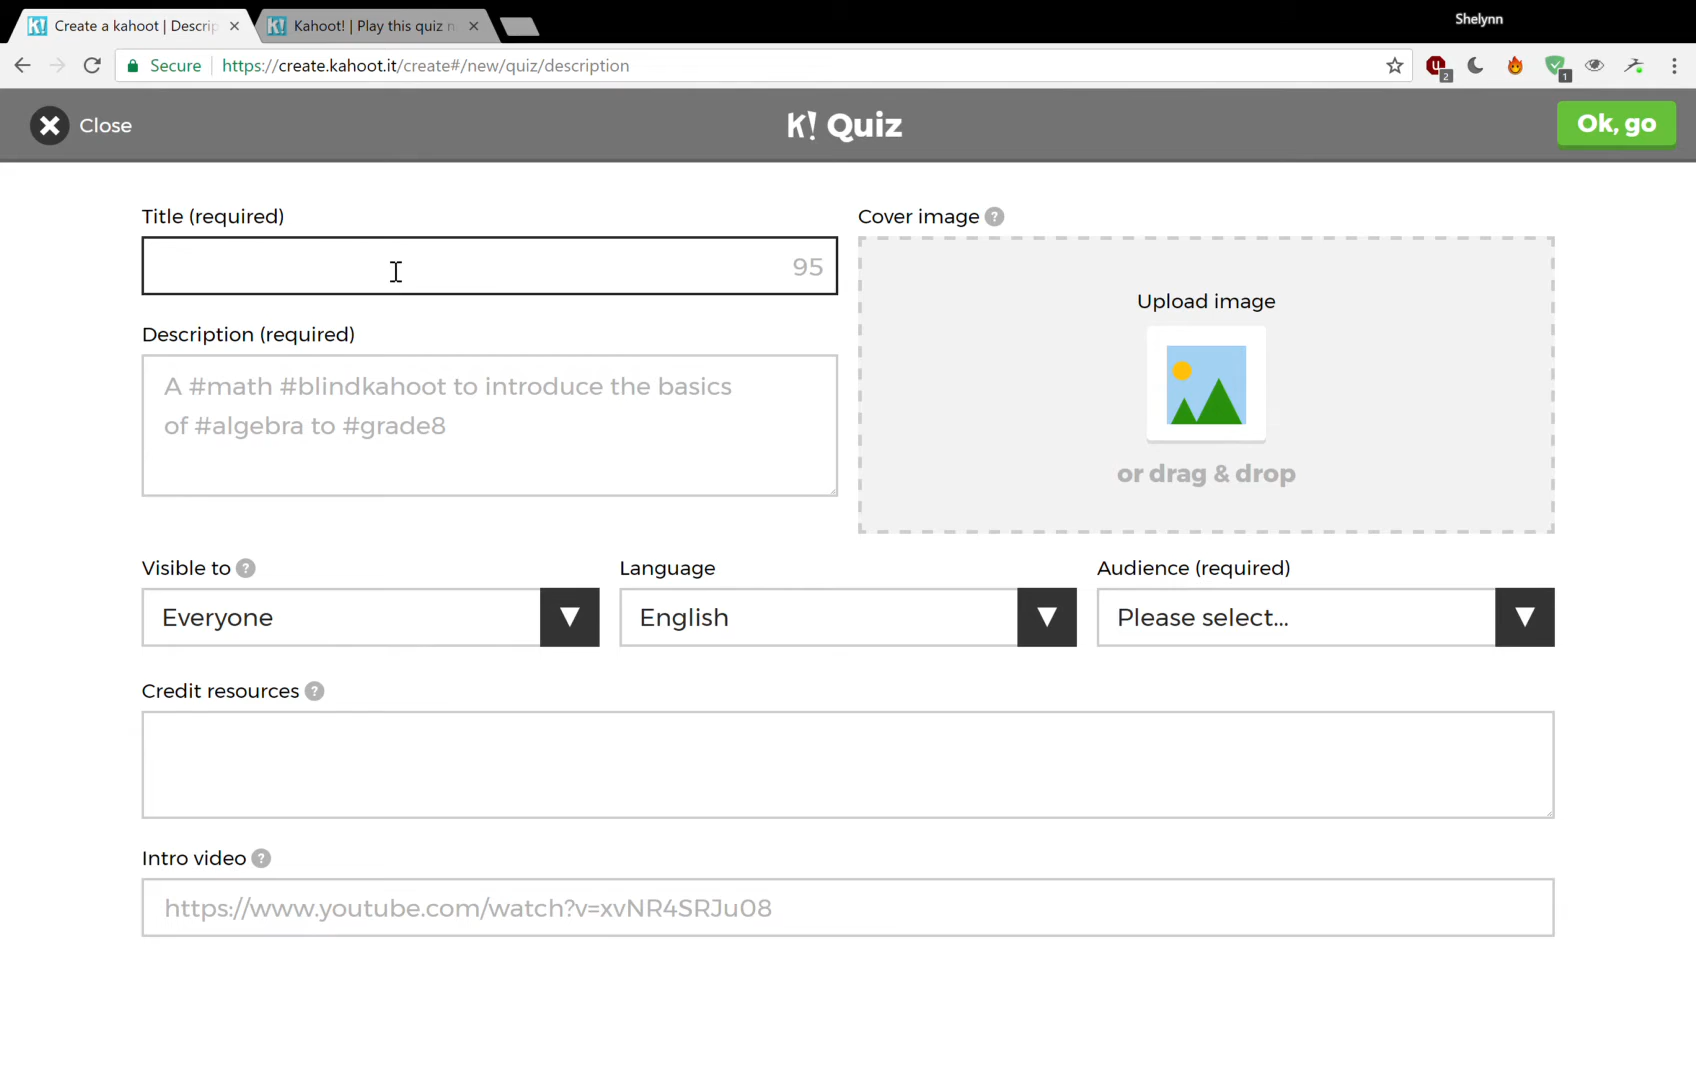 Shelynn
Create a kahoot | Descrip
Kahoot! | Play this quiz n
Secure
https://create.kahoot.it/create#/new/quiz/description
2
1
Close
K! Quiz
Ok, go
Title (required)
95
Cover image ?
Upload image
or drag & drop
Description (required)
A #math #blindkahoot to introduce the basics
of #algebra to #grade8
Visible to ?
Everyone
Language
English
Audience (required)
Please select...
Credit resources ?
Intro video ?
https://www.youtube.com/watch?v=xvNR4SRJu08